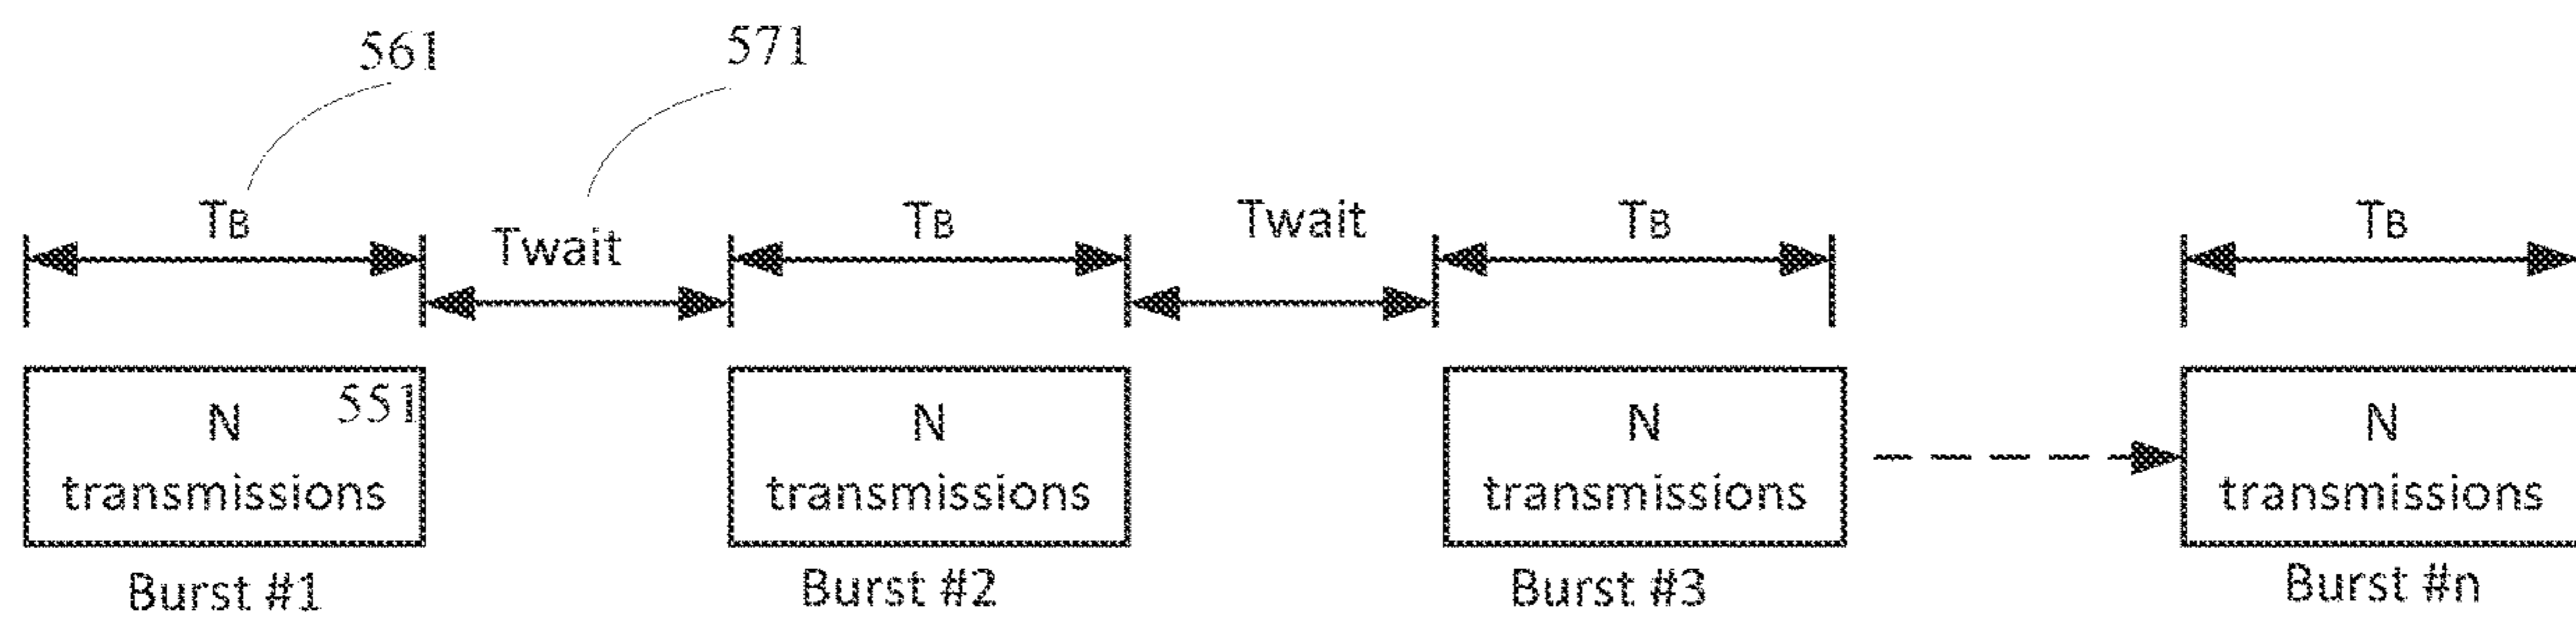 561 571
TB Twait TB Twait TB TB
N 551 N N N
transmissions transmissions transmissions transmissions
Burst #1 Burst #2 Burst #3 Burst #n